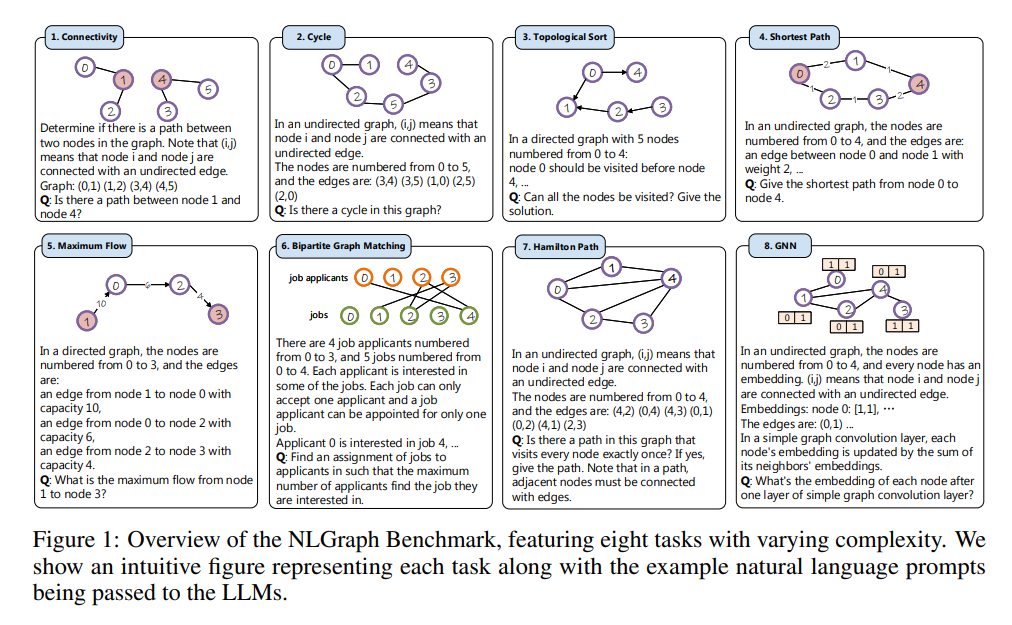 1. Connectivity
0
1
4
5
2
3
Determine if there is a path between
two nodes in the graph. Note that (i,j)
means that node i and node j are
connected with an undirected edge.
Graph: (0,1) (1,2) (3,4) (4,5)
Q: Is there a path between node 1 and
node 4?
2. Cycle
0
1
4
3
2
5
In an undirected graph, (i,j) means that
node i and node j are connected with an
undirected edge.
The nodes are numbered from 0 to 5,
and the edges are: (3,4) (3,5) (1,0) (2,5)
(2,0)
Q: Is there a cycle in this graph?
3. Topological Sort
0
4
1
2
3
In a directed graph with 5 nodes
numbered from 0 to 4:
node 0 should be visited before node
4, ...
Q: Can all the nodes be visited? Give the
solution.
4. Shortest Path
0
2
1
1
4
1
2
1
3
2
In an undirected graph, the nodes are
numbered from 0 to 4, and the edges are:
an edge between node 0 and node 1 with
weight 2, ...
Q: Give the shortest path from node 0 to
node 4.
5. Maximum Flow
0
6
2
10
4
1
3
In a directed graph, the nodes are
numbered from 0 to 3, and the edges
are:
an edge from node 1 to node 0 with
capacity 10,
an edge from node 0 to node 2 with
capacity 6,
an edge from node 2 to node 3 with
capacity 4.
Q: What is the maximum flow from node
1 to node 3?
6. Bipartite Graph Matching
job applicants 0 1 2 3
jobs 0 1 2 3 4
There are 4 job applicants numbered
from 0 to 3, and 5 jobs numbered from
0 to 4. Each applicant is interested in
some of the jobs. Each job can only
accept one applicant and a job
applicant can be appointed for only one
job.
Applicant 0 is interested in job 4, ...
Q: Find an assignment of jobs to
applicants in such that the maximum
number of applicants find the job they
are interested in.
7. Hamilton Path
1
4
0
2
3
In an undirected graph, (i,j) means that
node i and node j are connected with
an undirected edge.
The nodes are numbered from 0 to 4,
and the edges are: (4,2) (0,4) (4,3) (0,1)
(0,2) (4,1) (2,3)
Q: Is there a path in this graph that
visits every node exactly once? If yes,
give the path. Note that in a path,
adjacent nodes must be connected
with edges.
8. GNN
1 1
0 1
0
4
1
2
3
0 1
0 1
1 1
In an undirected graph, the nodes are
numbered from 0 to 4, and every node has an
embedding. (i,j) means that node i and node j
are connected with an undirected edge.
Embeddings: node 0: [1,1], ⋯
The edges are: (0,1) ...
In a simple graph convolution layer, each
node's embedding is updated by the sum of
its neighbors' embeddings.
Q: What's the embedding of each node after
one layer of simple graph convolution layer?
Figure 1: Overview of the NLGraph Benchmark, featuring eight tasks with varying complexity. We
show an intuitive figure representing each task along with the example natural language prompts
being passed to the LLMs.